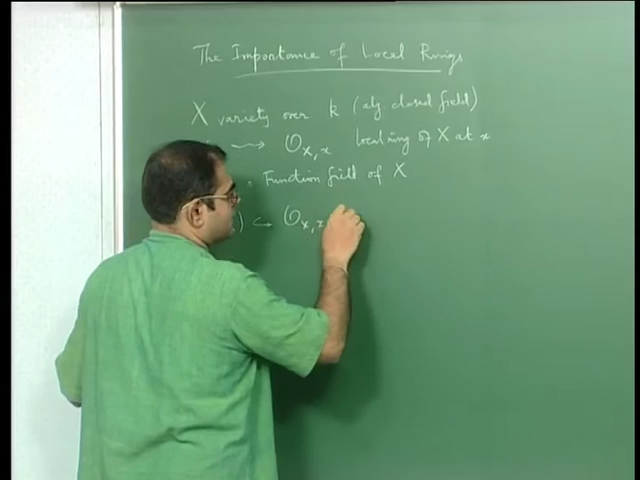 The Importance of Local Rings
X variety over k (alg. closed field)
⇝ O_{X,x} local ring of X at x
= Function field of X
) ↪ O_{X,x}